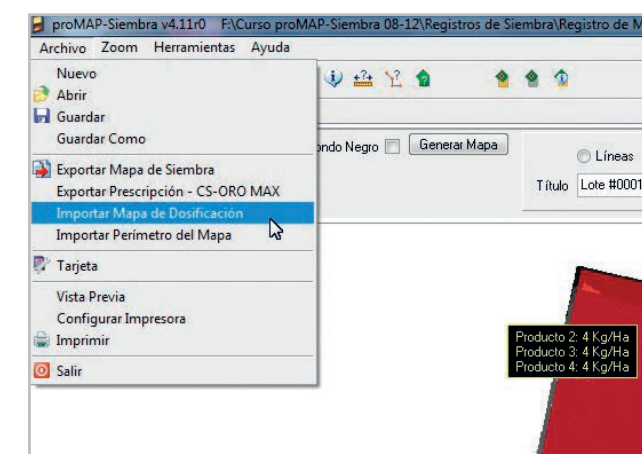 proMAP-Siembra v4.11r0 F:\Curso proMAP-Siembra 08-12\Registros de Siembra\Registro de M
Archivo Zoom Herramientas Ayuda
Nuevo
Abrir
Guardar
Guardar Como
Exportar Mapa de Siembra
Exportar Prescripción - CS-ORO MAX
Importar Mapa de Dosificación
Importar Perímetro del Mapa
Tarjeta
Vista Previa
Configurar Impresora
Imprimir
Salir
ondo Negro Generar Mapa
Líneas
Título Lote #0001
Producto 2: 4 Kg/Ha
Producto 3: 4 Kg/Ha
Producto 4: 4 Kg/Ha